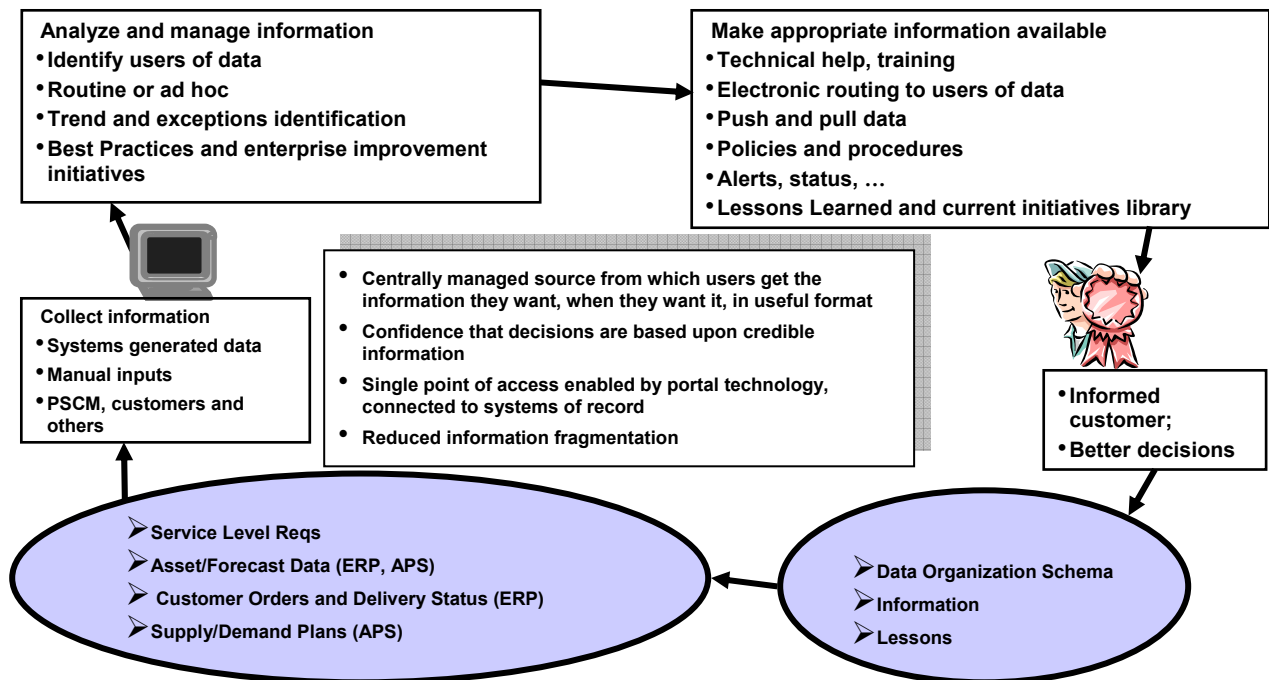 Analyze and manage information
•Identify users of data
•Routine or ad hoc
•Trend and exceptions identification
•Best Practices and enterprise improvement
initiatives
Make appropriate information available
•Technical help, training
•Electronic routing to users of data
•Push and pull data
•Policies and procedures
•Alerts, status, …
•Lessons Learned and current initiatives library
Collect information
•Systems generated data
•Manual inputs
•PSCM, customers and
others
• Centrally managed source from which users get the
information they want, when they want it, in useful format
• Confidence that decisions are based upon credible
information
• Single point of access enabled by portal technology,
connected to systems of record
• Reduced information fragmentation
•Informed
customer;
•Better decisions
➢Service Level Reqs
➢Asset/Forecast Data (ERP, APS)
➢ Customer Orders and Delivery Status (ERP)
➢Supply/Demand Plans (APS)
➢Data Organization Schema
➢Information
➢Lessons